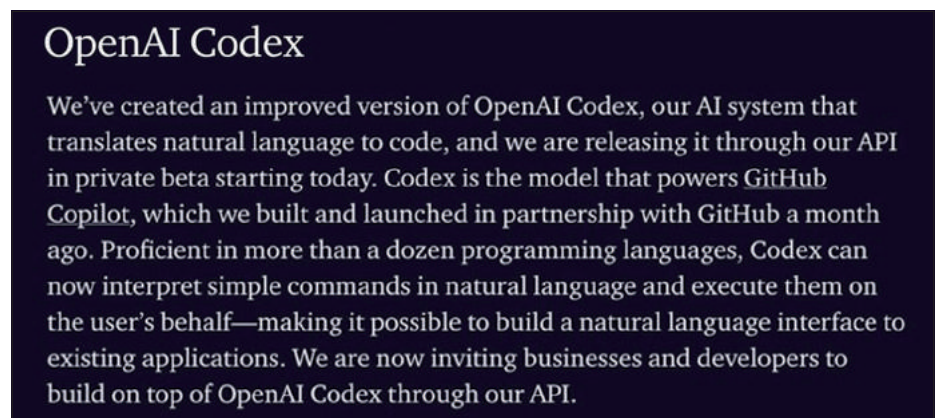 OpenAI Codex
We've created an improved version of OpenAI Codex, our AI system that
translates natural language to code, and we are releasing it through our API
in private beta starting today. Codex is the model that powers GitHub
Copilot, which we built and launched in partnership with GitHub a month
ago. Proficient in more than a dozen programming languages, Codex can
now interpret simple commands in natural language and execute them on
the user's behalf—making it possible to build a natural language interface to
existing applications. We are now inviting businesses and developers to
build on top of OpenAI Codex through our API.